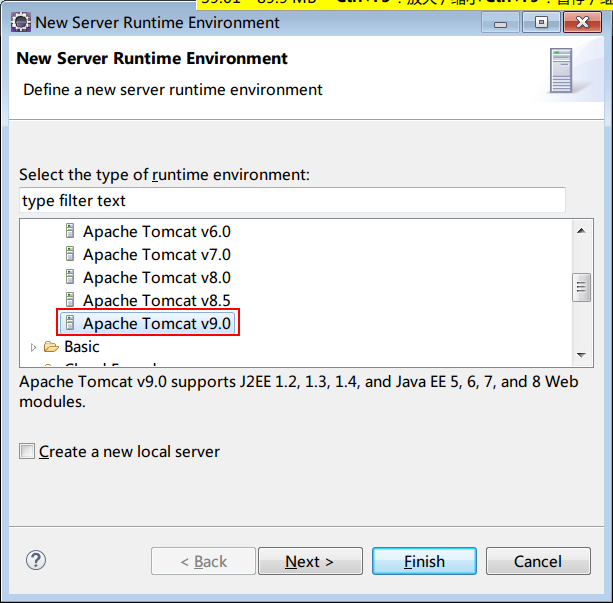 New Server Runtime Environment
New Server Runtime Environment
Define a new server runtime environment
Select the type of runtime environment:
type filter text
Apache Tomcat v6.0
Apache Tomcat v7.0
Apache Tomcat v8.0
Apache Tomcat v8.5
Apache Tomcat v9.0
Basic
Apache Tomcat v9.0 supports J2EE 1.2, 1.3, 1.4, and Java EE 5, 6, 7, and 8 Web
modules.
Create a new local server
?
< Back
Next >
Finish
Cancel